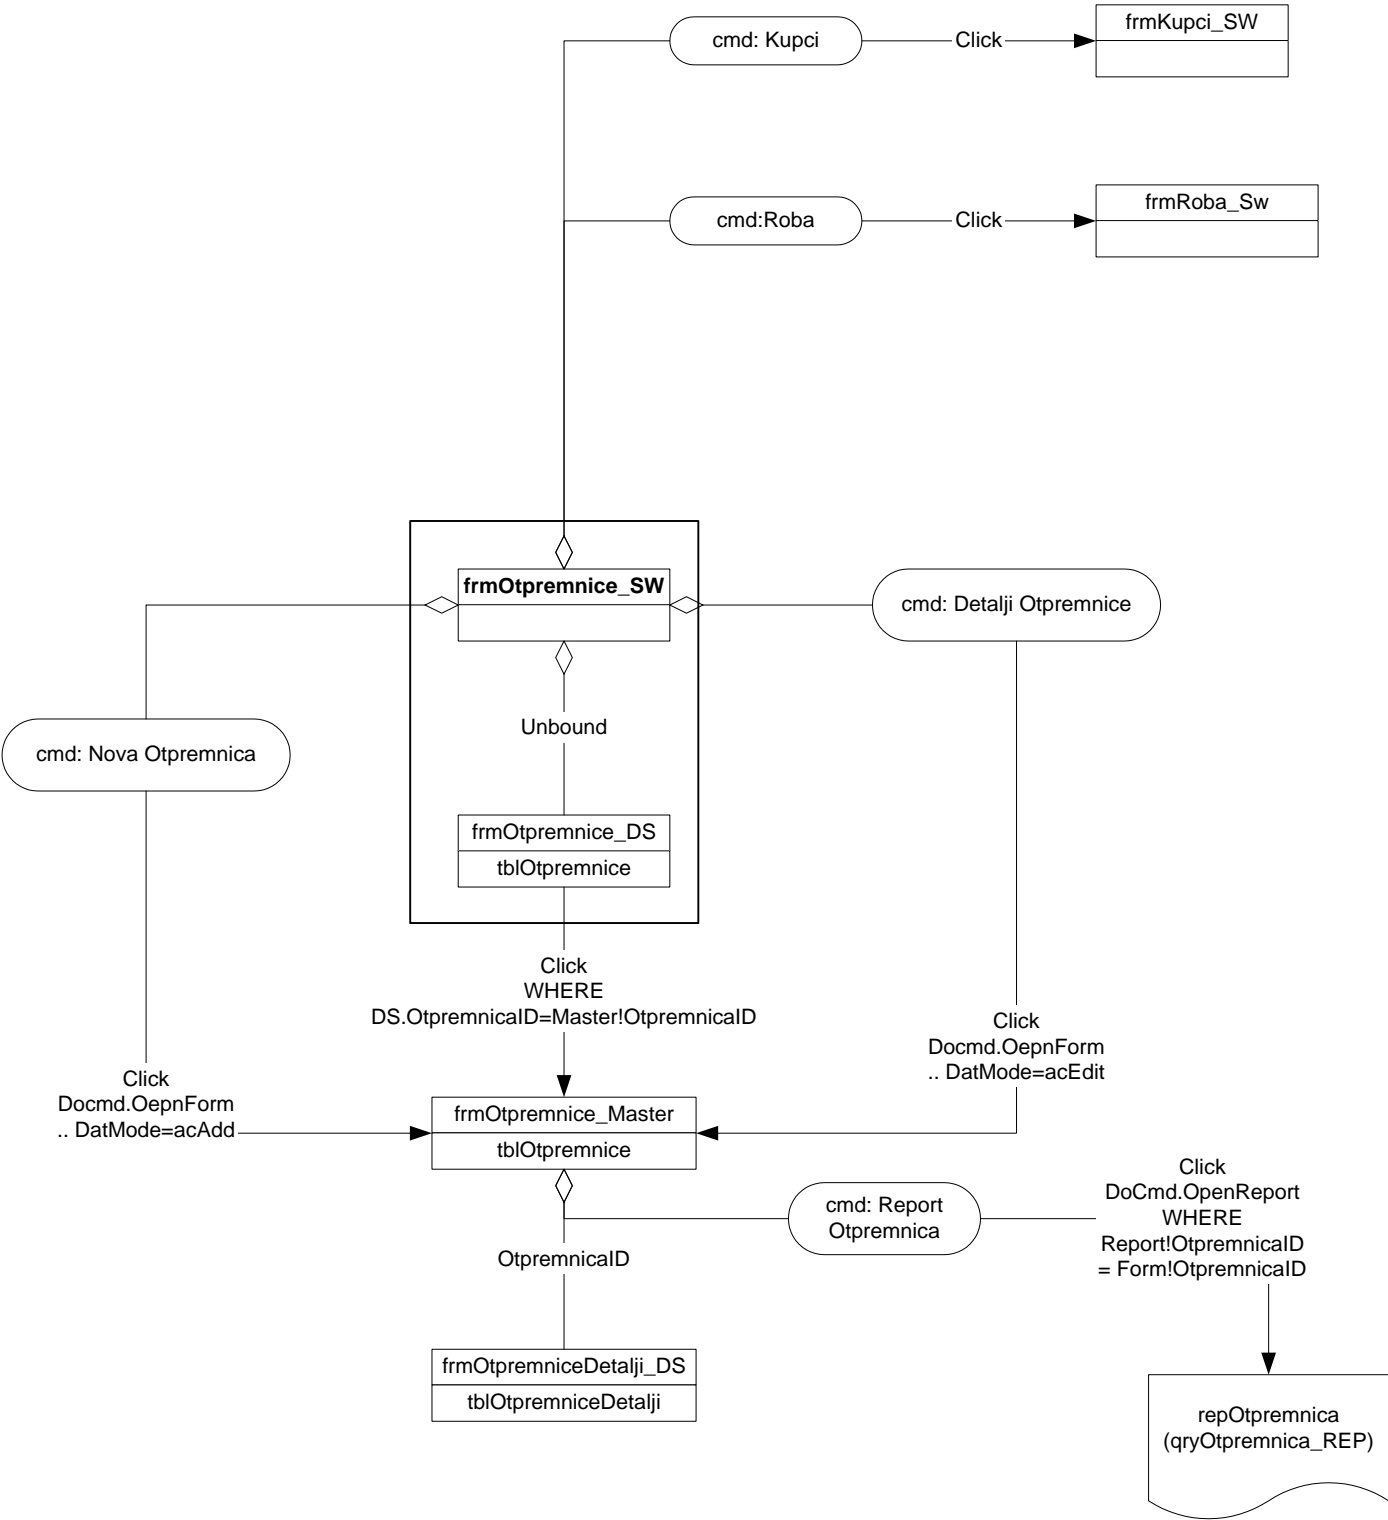 cmd: Kupci
Click
frmKupci_SW
cmd:Roba
Click
frmRoba_Sw
frmOtpremnice_SW
cmd: Detalji Otpremnice
Unbound
cmd: Nova Otpremnica
frmOtpremnice_DS
tblOtpremnice
Click
WHERE
DS.OtpremnicaID=Master!OtpremnicaID
Click
Docmd.OepnForm
.. DatMode=acEdit
Click
Docmd.OepnForm
.. DatMode=acAdd
frmOtpremnice_Master
tblOtpremnice
cmd: Report
Otpremnica
Click
DoCmd.OpenReport
WHERE
Report!OtpremnicaID
= Form!OtpremnicaID
OtpremnicaID
frmOtpremniceDetalji_DS
tblOtpremniceDetalji
repOtpremnica
(qryOtpremnica_REP)